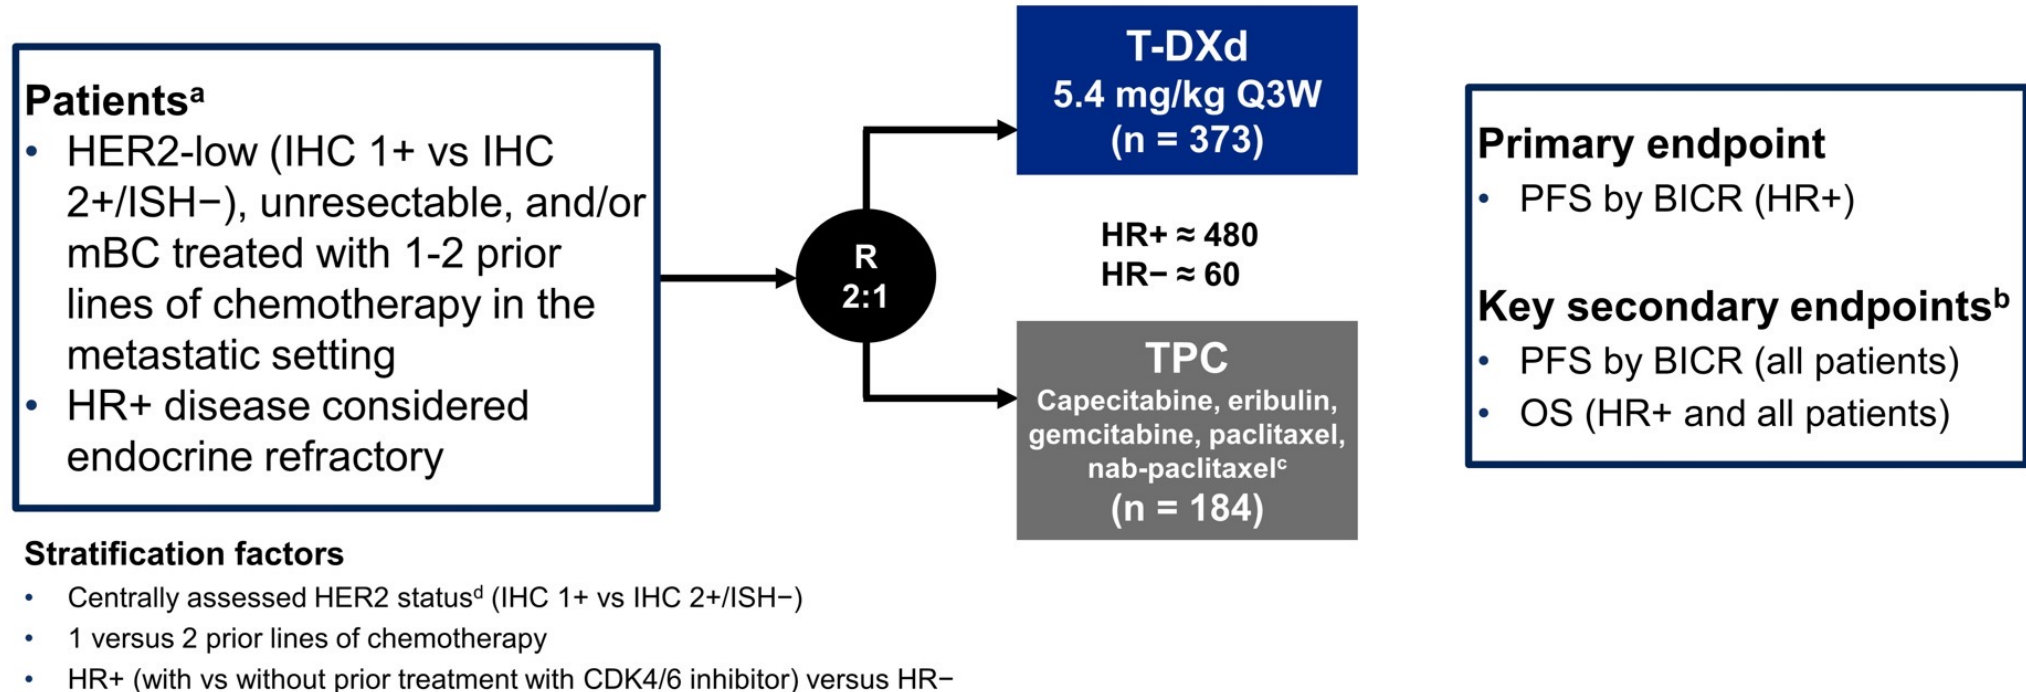 Patientsᵃ
• HER2-low (IHC 1+ vs IHC
2+/ISH−), unresectable, and/or
mBC treated with 1-2 prior
lines of chemotherapy in the
metastatic setting
• HR+ disease considered
endocrine refractory
R
2:1
T-DXd
5.4 mg/kg Q3W
(n = 373)
HR+ ≈ 480
HR− ≈ 60
TPC
Capecitabine, eribulin,
gemcitabine, paclitaxel,
nab-paclitaxelᶜ
(n = 184)
Primary endpoint
• PFS by BICR (HR+)
Key secondary endpointsᵇ
• PFS by BICR (all patients)
• OS (HR+ and all patients)
Stratification factors
• Centrally assessed HER2 statusᵈ (IHC 1+ vs IHC 2+/ISH−)
• 1 versus 2 prior lines of chemotherapy
• HR+ (with vs without prior treatment with CDK4/6 inhibitor) versus HR−